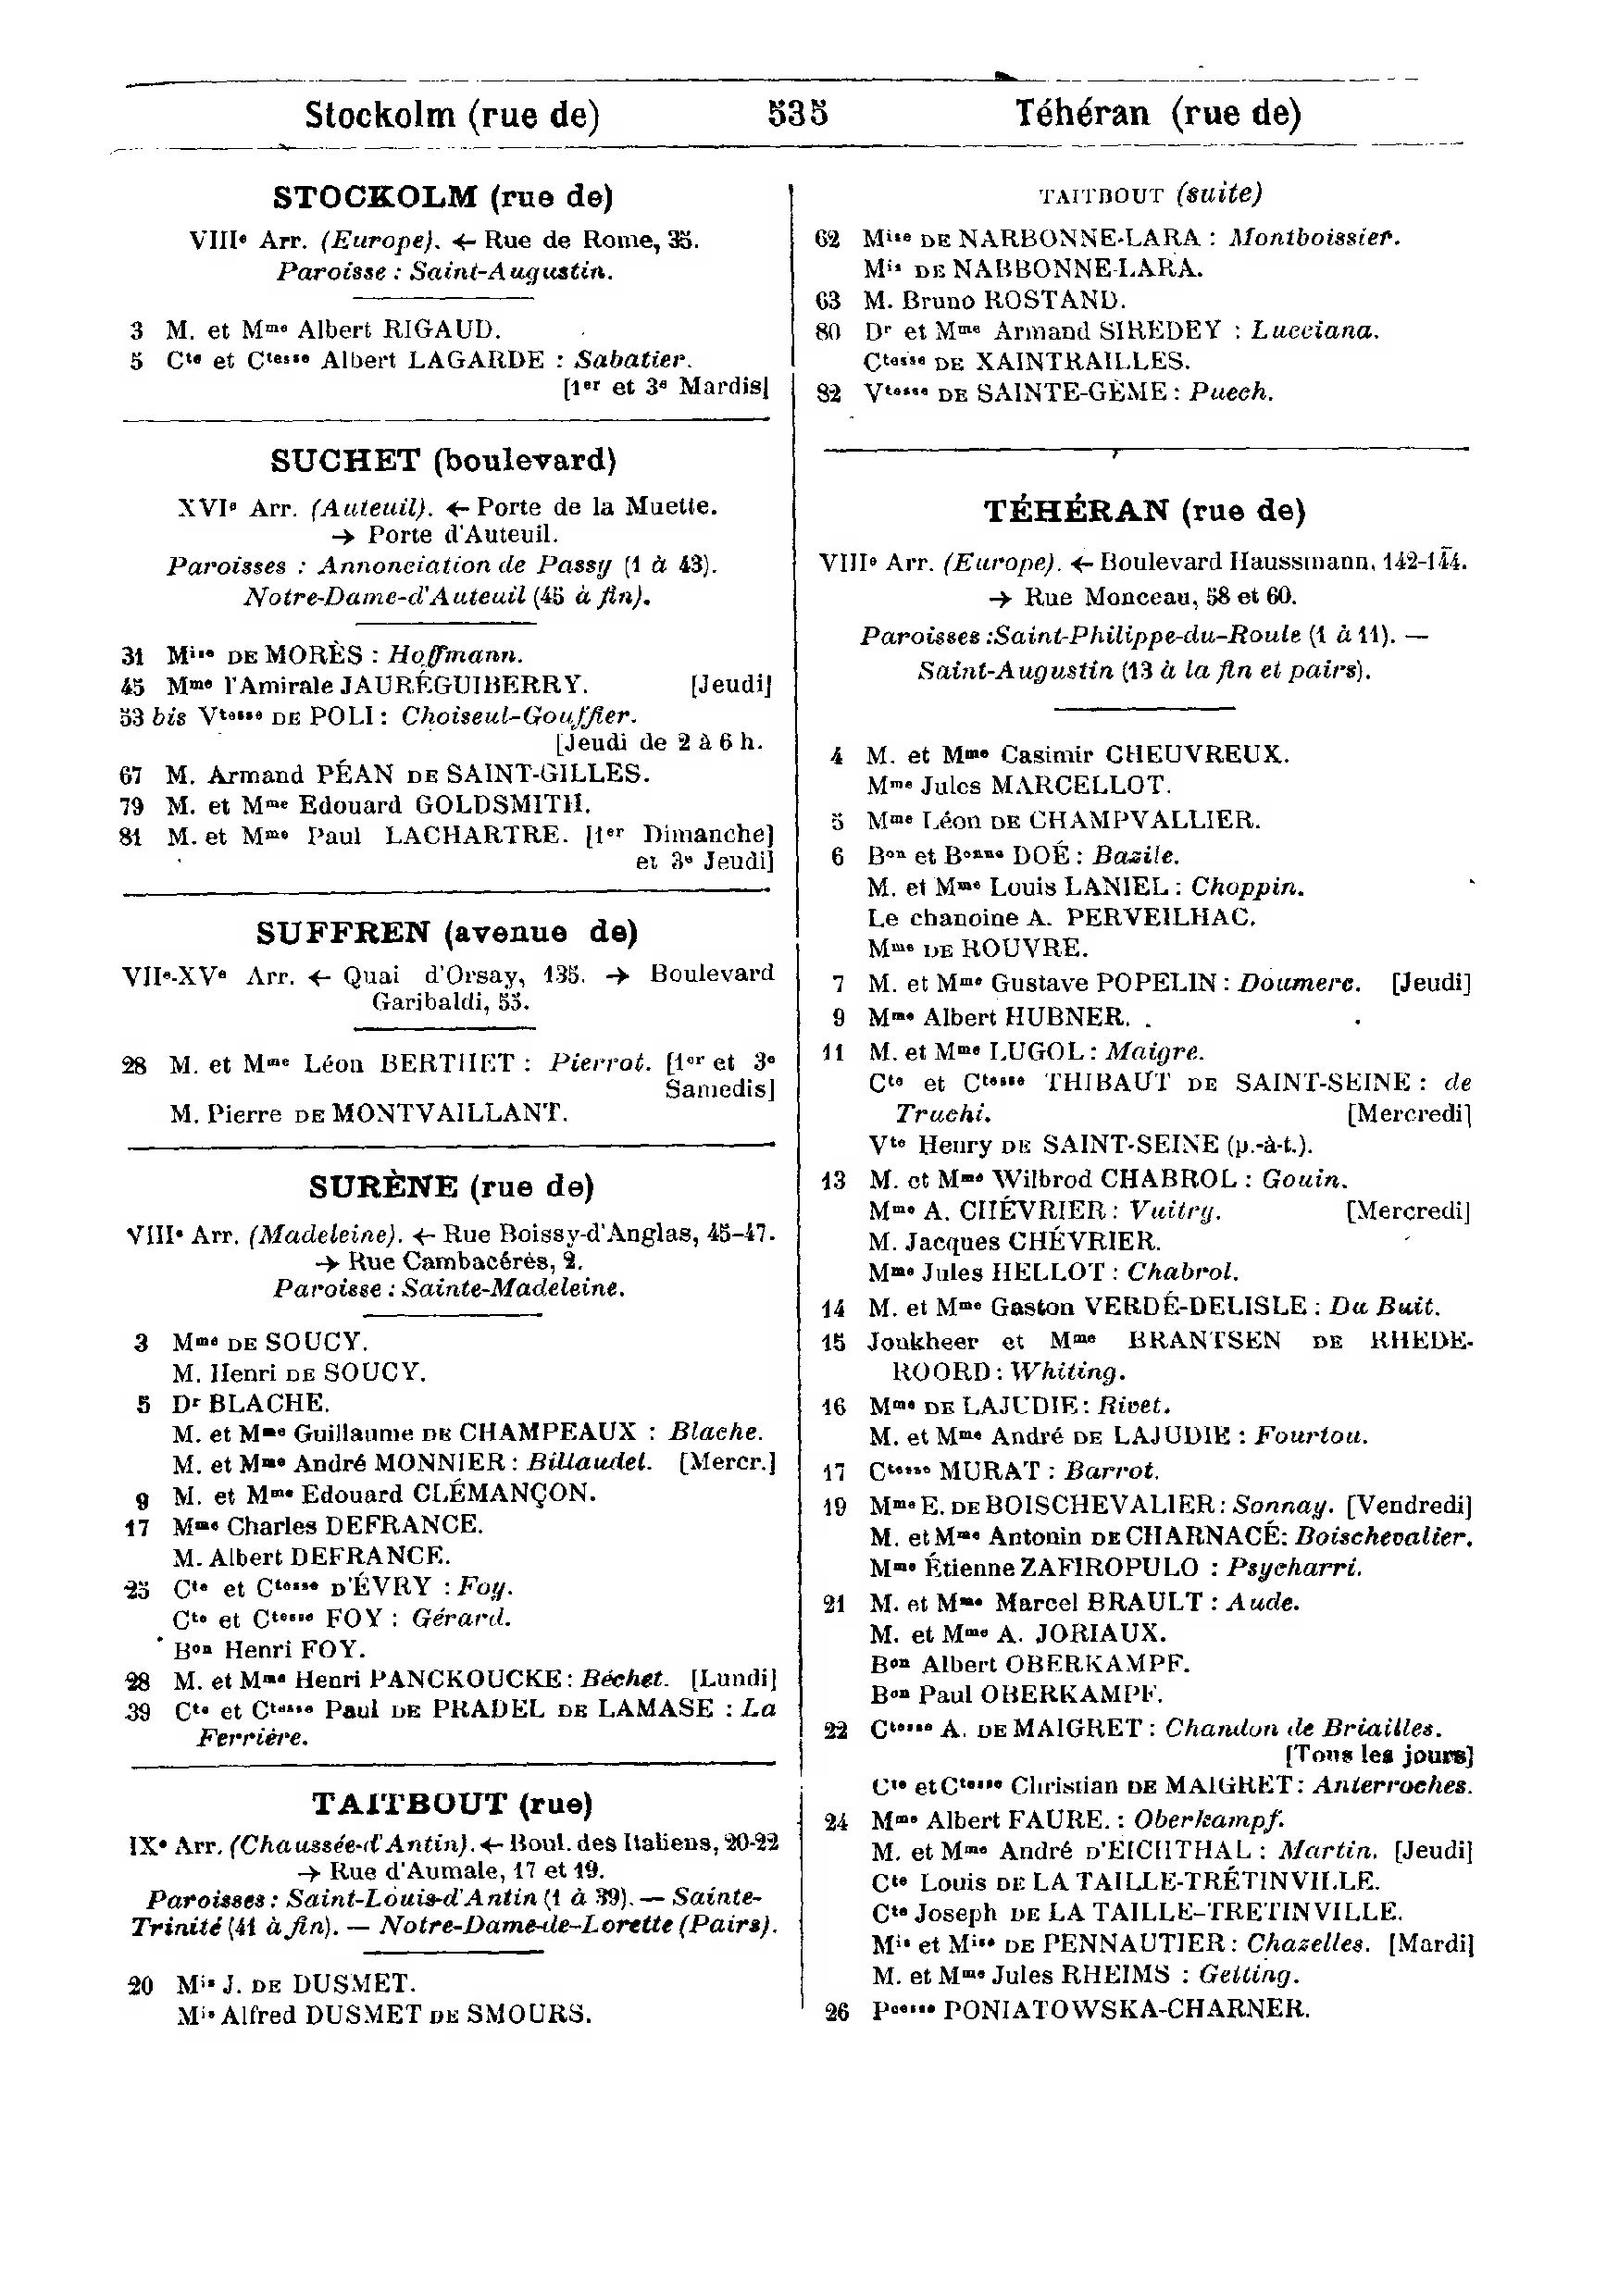 Stockolm (rue de) 535 Téhéran (rue de)
STOCKOLM (rue de)
VIIIe Arr. (Europe). ← Rue de Rome, 35.
Paroisse : Saint-Augustin.
3 M. et Mme Albert RIGAUD.
5 Cte et Ctesse Albert LAGARDE : Sabatier.
[1er et 3e Mardis]
SUCHET (boulevard)
XVIe Arr. (Auteuil). ← Porte de la Muette.
→ Porte d'Auteuil.
Paroisses : Annonciation de Passy (1 à 43).
Notre-Dame-d'Auteuil (45 à fin).
31 Mise DE MORÈS : Hoffmann.
45 Mme l'Amirale JAURÉGUIBERRY. [Jeudi]
53 bis Vtesse DE POLI : Choiseul-Gouffier.
[Jeudi de 2 à 6 h.
67 M. Armand PÉAN DE SAINT-GILLES.
79 M. et Mme Edouard GOLDSMITH.
81 M. et Mme Paul LACHARTRE. [1er Dimanche]
et 3e Jeudi]
SUFFREN (avenue de)
VIIe-XVe Arr. ← Quai d'Orsay, 135. → Boulevard
Garibaldi, 55.
28 M. et Mme Léon BERTHET : Pierrot. [1er et 3e
Samedis]
M. Pierre DE MONTVAILLANT.
SURÈNE (rue de)
VIIIe Arr. (Madeleine). ← Rue Boissy-d'Anglas, 45-47.
→ Rue Cambacérès, 2.
Paroisse : Sainte-Madeleine.
3 Mme DE SOUCY.
M. Henri DE SOUCY.
5 Dr BLACHE.
M. et Mme Guillaume DE CHAMPEAUX : Blache.
M. et Mme André MONNIER : Billaudel. [Mercr.]
9 M. et Mme Edouard CLÉMANÇON.
17 Mme Charles DEFRANCE.
M. Albert DEFRANCE.
25 Cte et Ctesse D'ÉVRY : Foy.
Cte et Ctesse FOY : Gérard.
Bon Henri FOY.
28 M. et Mme Henri PANCKOUCKE : Béchet. [Lundi]
39 Cte et Ctesse Paul DE PRADEL DE LAMASE : La
Ferrière.
TAITBOUT (rue)
IXe Arr. (Chaussée-d'Antin). ← Boul. des Italiens, 20-22
→ Rue d'Aumale, 17 et 19.
Paroisses : Saint-Louis-d'Antin (1 à 39). — Sainte-
Trinité (41 à fin). — Notre-Dame-de-Lorette (Pairs).
20 Mis J. DE DUSMET.
Mis Alfred DUSMET DE SMOURS.
TAITBOUT (suite)
62 Mise DE NARBONNE-LARA : Montboissier.
Mis DE NARBONNE-LARA.
63 M. Bruno ROSTAND.
80 Dr et Mme Armand SIREDEY : Lucciana.
Ctesse DE XAINTRAILLES.
82 Vtesse DE SAINTE-GÈME : Puech.
TÉHÉRAN (rue de)
VIIIe Arr. (Europe). ← Boulevard Haussmann, 142-144.
→ Rue Monceau, 58 et 60.
Paroisses : Saint-Philippe-du-Roule (1 à 11). —
Saint-Augustin (13 à la fin et pairs).
4 M. et Mme Casimir CHEUVREUX.
Mme Jules MARCELLOT.
5 Mme Léon DE CHAMPVALLIER.
6 Bon et Bonne DOÉ : Bazile.
M. et Mme Louis LANIEL : Choppin.
Le chanoine A. PERVEILHAC.
Mme DE ROUVRE.
7 M. et Mme Gustave POPELIN : Doumerc. [Jeudi]
9 Mme Albert HUBNER.
11 M. et Mme LUGOL : Maigre.
Cte et Ctesse THIBAUT DE SAINT-SEINE : de
Truchi. [Mercredi]
Vte Henry DE SAINT-SEINE (p.-à-t.).
13 M. et Mme Wilbrod CHABROL : Gouin.
Mme A. CHÉVRIER : Vuitry. [Mercredi]
M. Jacques CHÉVRIER.
Mme Jules HELLOT : Chabrol.
14 M. et Mme Gaston VERDÉ-DELISLE : Du Buit.
15 Jonkheer et Mme BRANTSEN DE RHEDE-
ROORD : Whiting.
16 Mme DE LAJUDIE : Rivet.
M. et Mme André DE LAJUDIE : Fourtou.
17 Ctesse MURAT : Barrot.
19 Mme E. DE BOISCHEVALIER : Sonnay. [Vendredi]
M. et Mme Antonin DE CHARNACÉ : Boischevalier.
Mme Étienne ZAFIROPULO : Psycharri.
21 M. et Mme Marcel BRAULT : Aude.
M. et Mme A. JORIAUX.
Bon Albert OBERKAMPF.
Bon Paul OBERKAMPF.
22 Ctesse A. DE MAIGRET : Chandon de Briailles.
[Tous les jours]
Cte et Ctesse Christian DE MAIGRET : Anterroches.
24 Mme Albert FAURE. : Oberkampf.
M. et Mme André D'EICHTHAL : Martin. [Jeudi]
Cte Louis DE LA TAILLE-TRÉTINVILLE.
Cte Joseph DE LA TAILLE-TRETINVILLE.
Mis et Mise DE PENNAUTIER : Chazelles. [Mardi]
M. et Mme Jules RHEIMS : Getting.
26 Pcesse PONIATOWSKA-CHARNER.